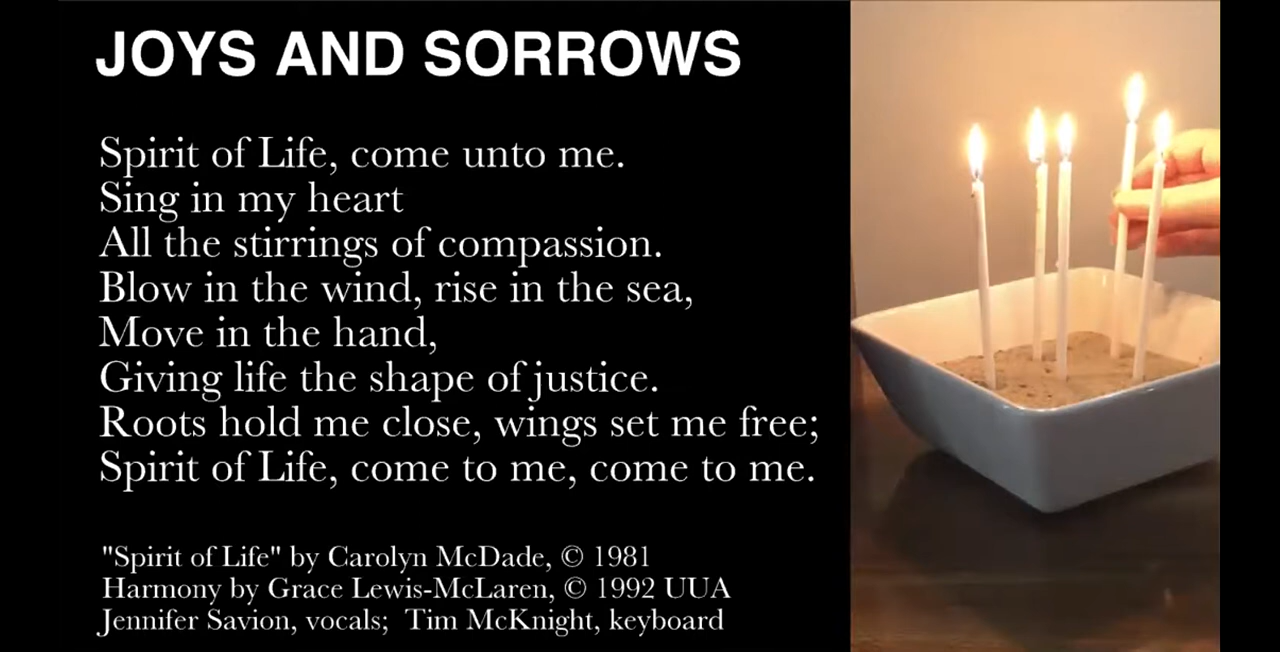 JOYS AND SORROWS
Spirit of Life, come unto me.
Sing in my heart
All the stirrings of compassion.
Blow in the wind, rise in the sea,
Move in the hand,
Giving life the shape of justice.
Roots hold me close, wings set me free;
Spirit of Life, come to me, come to me.
"Spirit of Life" by Carolyn McDade, © 1981
Harmony by Grace Lewis-McLaren, © 1992 UUA
Jennifer Savion, vocals;  Tim McKnight, keyboard